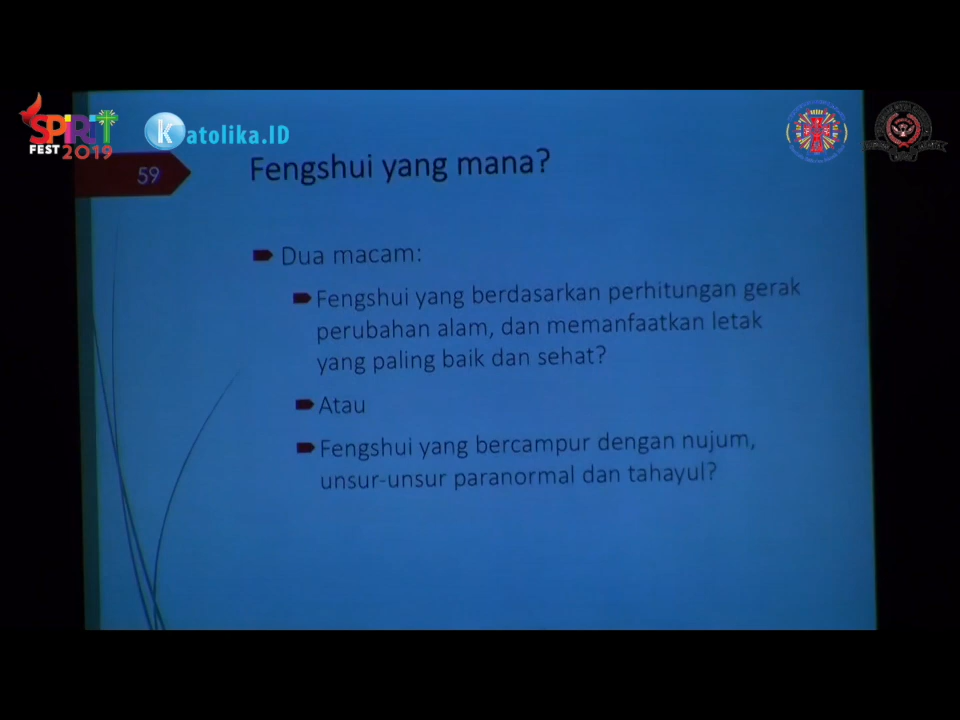 SPIRIT
FEST 2019
Katolika.ID
59
Fengshui yang mana?
Dua macam:
Fengshui yang berdasarkan perhitungan gerak
perubahan alam, dan memanfaatkan letak
yang paling baik dan sehat?
Atau
Fengshui yang bercampur dengan nujum,
unsur-unsur paranormal dan tahayul?